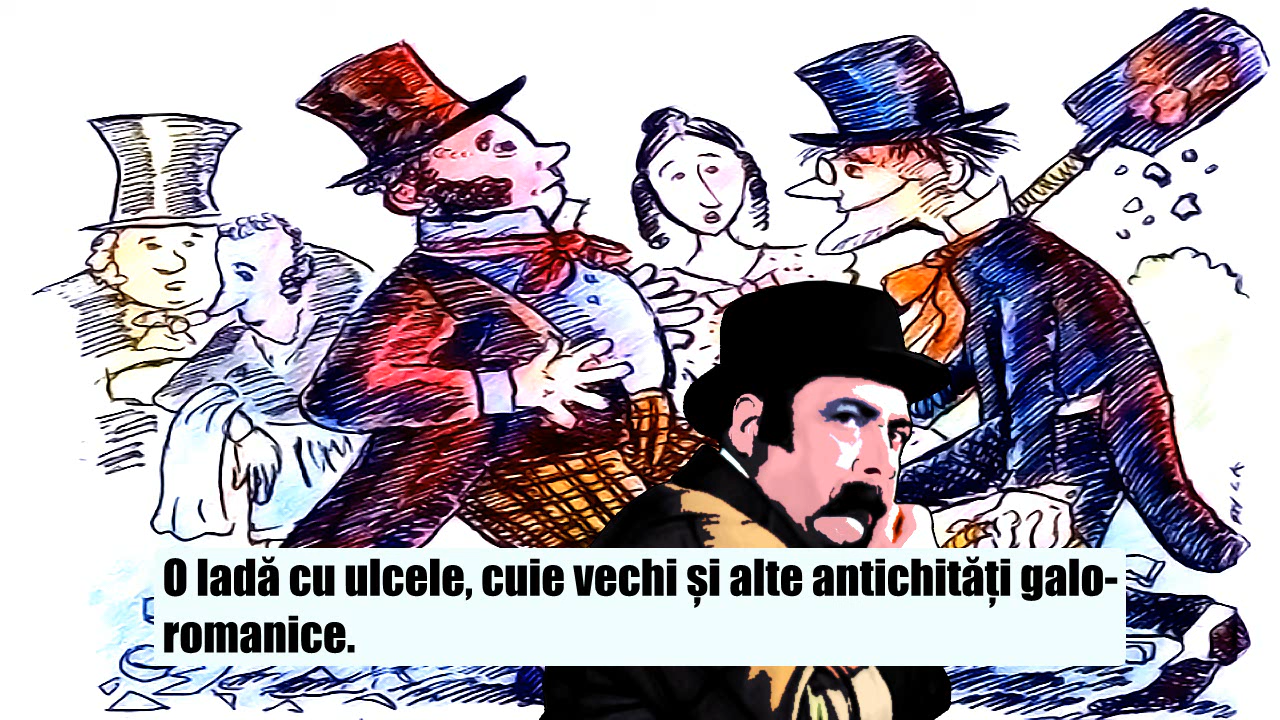 O ladă cu ulcele, cuie vechi și alte antichități galo-
romanice.